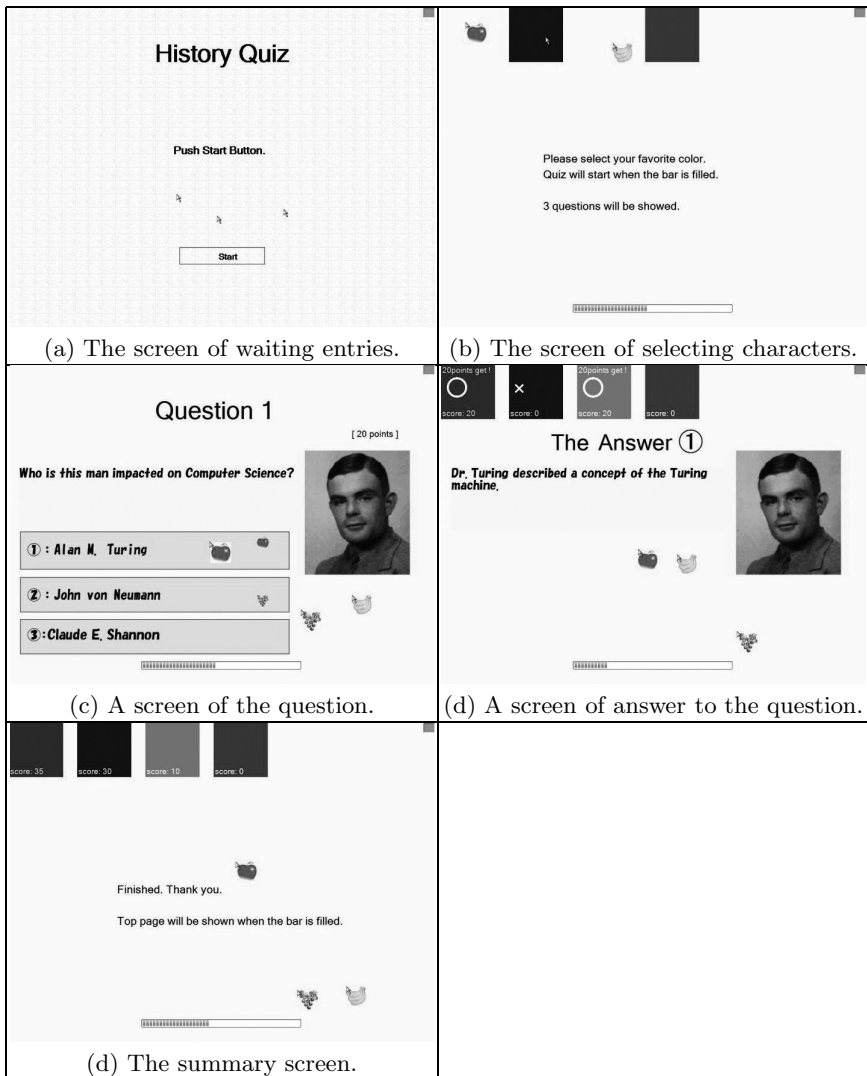 History Quiz
Push Start Button.
Start
(a) The screen of waiting entries.
Please select your favorite color.
Quiz will start when the bar is filled.
3 questions will be showed.
(b) The screen of selecting characters.
Question 1
[ 20 points ]
Who is this man impacted on Computer Science?
① : Alan M. Turing
② : John von Neumann
③:Claude E. Shannon
(c) A screen of the question.
20points get !
score: 20
×
score: 0
20points get !
score: 20
score: 0
The Answer ①
Dr. Turing described a concept of the Turing
machine.
(d) A screen of answer to the question.
score: 35
score: 30
score: 10
score: 0
Finished. Thank you.
Top page will be shown when the bar is filled.
(d) The summary screen.